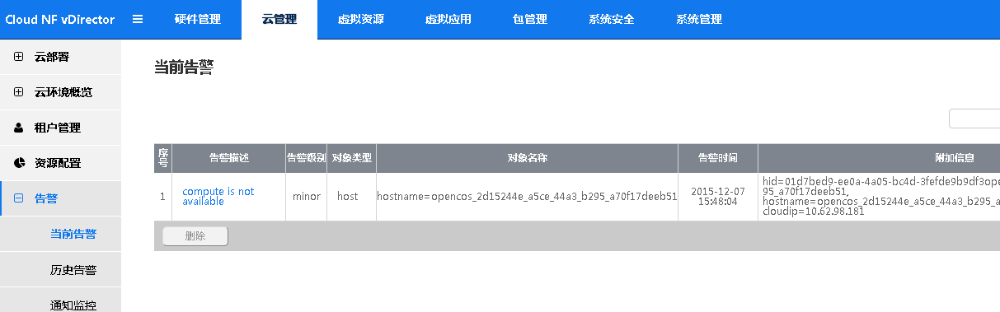 Cloud NF vDirector 硬件管理 云管理 虚拟资源 虚拟应用 包管理 系统安全 系统管理
云部署
云环境概览
租户管理
资源配置
告警
当前告警
历史告警
通知监控
当前告警
序号 告警描述 告警级别 对象类型 对象名称 告警时间 附加信息
1 compute is not available minor host hostname=opencos_2d15244e_a5ce_44a3_b295_a70f17deeb51 2015-12-07 15:48:04
hid=01d7bed9-ee0a-4a05-bc4d-3fefde9b9df3ope
95_a70f17deeb51,
hostname=opencos_2d15244e_a5ce_44a3_b295_a
cloudip=10.62.98.181
删除